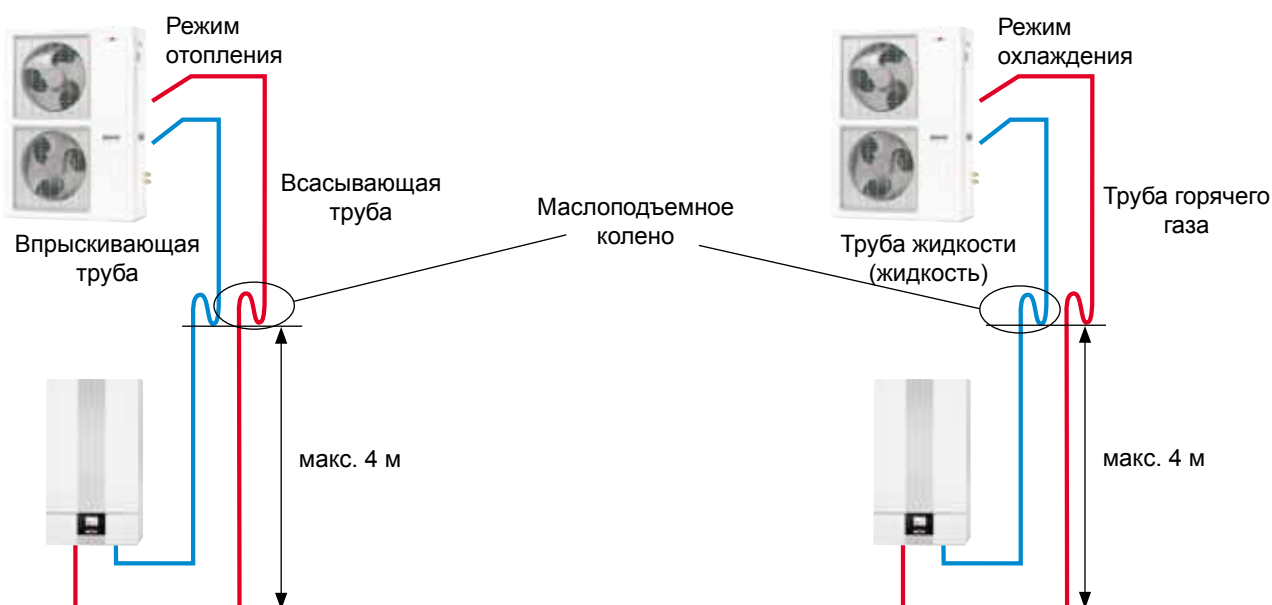 Режим
отопления
Всасывающая
труба
Впрыскивающая
труба
Маслоподъемное
колено
макс. 4 м
Режим
охлаждения
Труба горячего
газа
Труба жидкости
(жидкость)
макс. 4 м